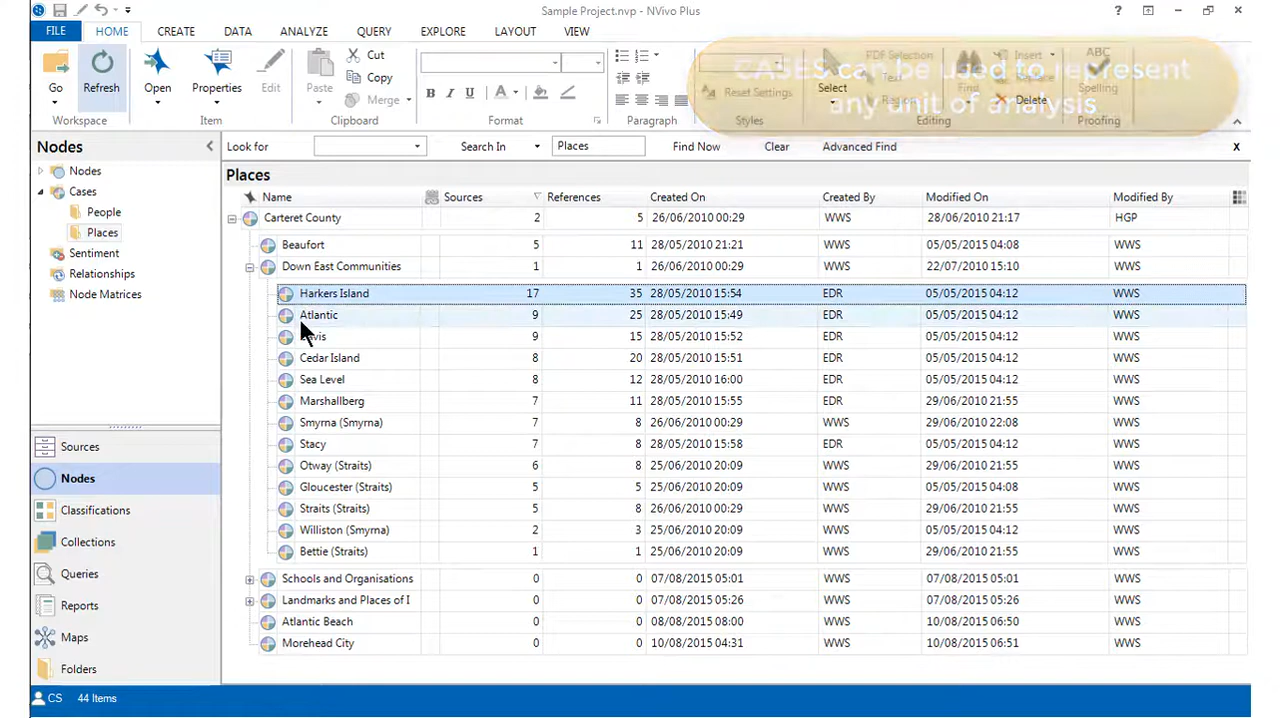 Sample Project.nvp - NVivo Plus
FILE HOME CREATE DATA ANALYZE QUERY EXPLORE LAYOUT VIEW
Go Refresh Open Properties Edit Paste Cut Copy Merge
B I U A
Reset Settings
PDF Selection Text Region
Select Find Insert Replace Delete
ABC Spelling
Workspace Item Clipboard Format Paragraph Styles Editing Proofing
CASES can be used to represent
any unit of analysis
Nodes
Look for Search In Places Find Now Clear Advanced Find X
Nodes
Cases
People
Places
Sentiment
Relationships
Node Matrices
Sources
Nodes
Classifications
Collections
Queries
Reports
Maps
Folders
Places
Name Sources References Created On Created By Modified On Modified By
Carteret County 2 5 26/06/2010 00:29 WWS 28/06/2010 21:17 HGP
Beaufort 5 11 28/05/2010 21:21 WWS 05/05/2015 04:08 WWS
Down East Communities 1 1 26/06/2010 00:29 WWS 22/07/2010 15:10 WWS
Harkers Island 17 35 28/05/2010 15:54 EDR 05/05/2015 04:12 WWS
Atlantic 9 25 28/05/2010 15:49 EDR 05/05/2015 04:12 WWS
9 15 28/05/2010 15:52 EDR 05/05/2015 04:12 WWS
Cedar Island 8 20 28/05/2010 15:51 EDR 05/05/2015 04:12 WWS
Sea Level 8 12 28/05/2010 16:00 EDR 05/05/2015 04:12 WWS
Marshallberg 7 11 28/05/2010 15:55 EDR 29/06/2010 21:55 WWS
Smyrna (Smyrna) 7 8 26/06/2010 00:29 WWS 29/06/2010 22:08 WWS
Stacy 7 8 28/05/2010 15:58 EDR 05/05/2015 04:12 WWS
Otway (Straits) 6 8 25/06/2010 20:09 WWS 29/06/2010 21:55 WWS
Gloucester (Straits) 5 5 25/06/2010 20:09 WWS 05/05/2015 04:08 WWS
Straits (Straits) 5 8 26/06/2010 00:29 WWS 29/06/2010 21:55 WWS
Williston (Smyrna) 2 3 25/06/2010 20:09 WWS 05/05/2015 04:12 WWS
Bettie (Straits) 1 1 25/06/2010 20:09 WWS 29/06/2010 21:55 WWS
Schools and Organisations 0 0 07/08/2015 05:01 WWS 07/08/2015 05:01 WWS
Landmarks and Places of I 0 0 07/08/2015 05:26 WWS 07/08/2015 05:26 WWS
Atlantic Beach 0 0 08/08/2015 08:00 WWS 10/08/2015 06:50 WWS
Morehead City 0 0 10/08/2015 04:31 WWS 10/08/2015 06:51 WWS
CS 44 Items